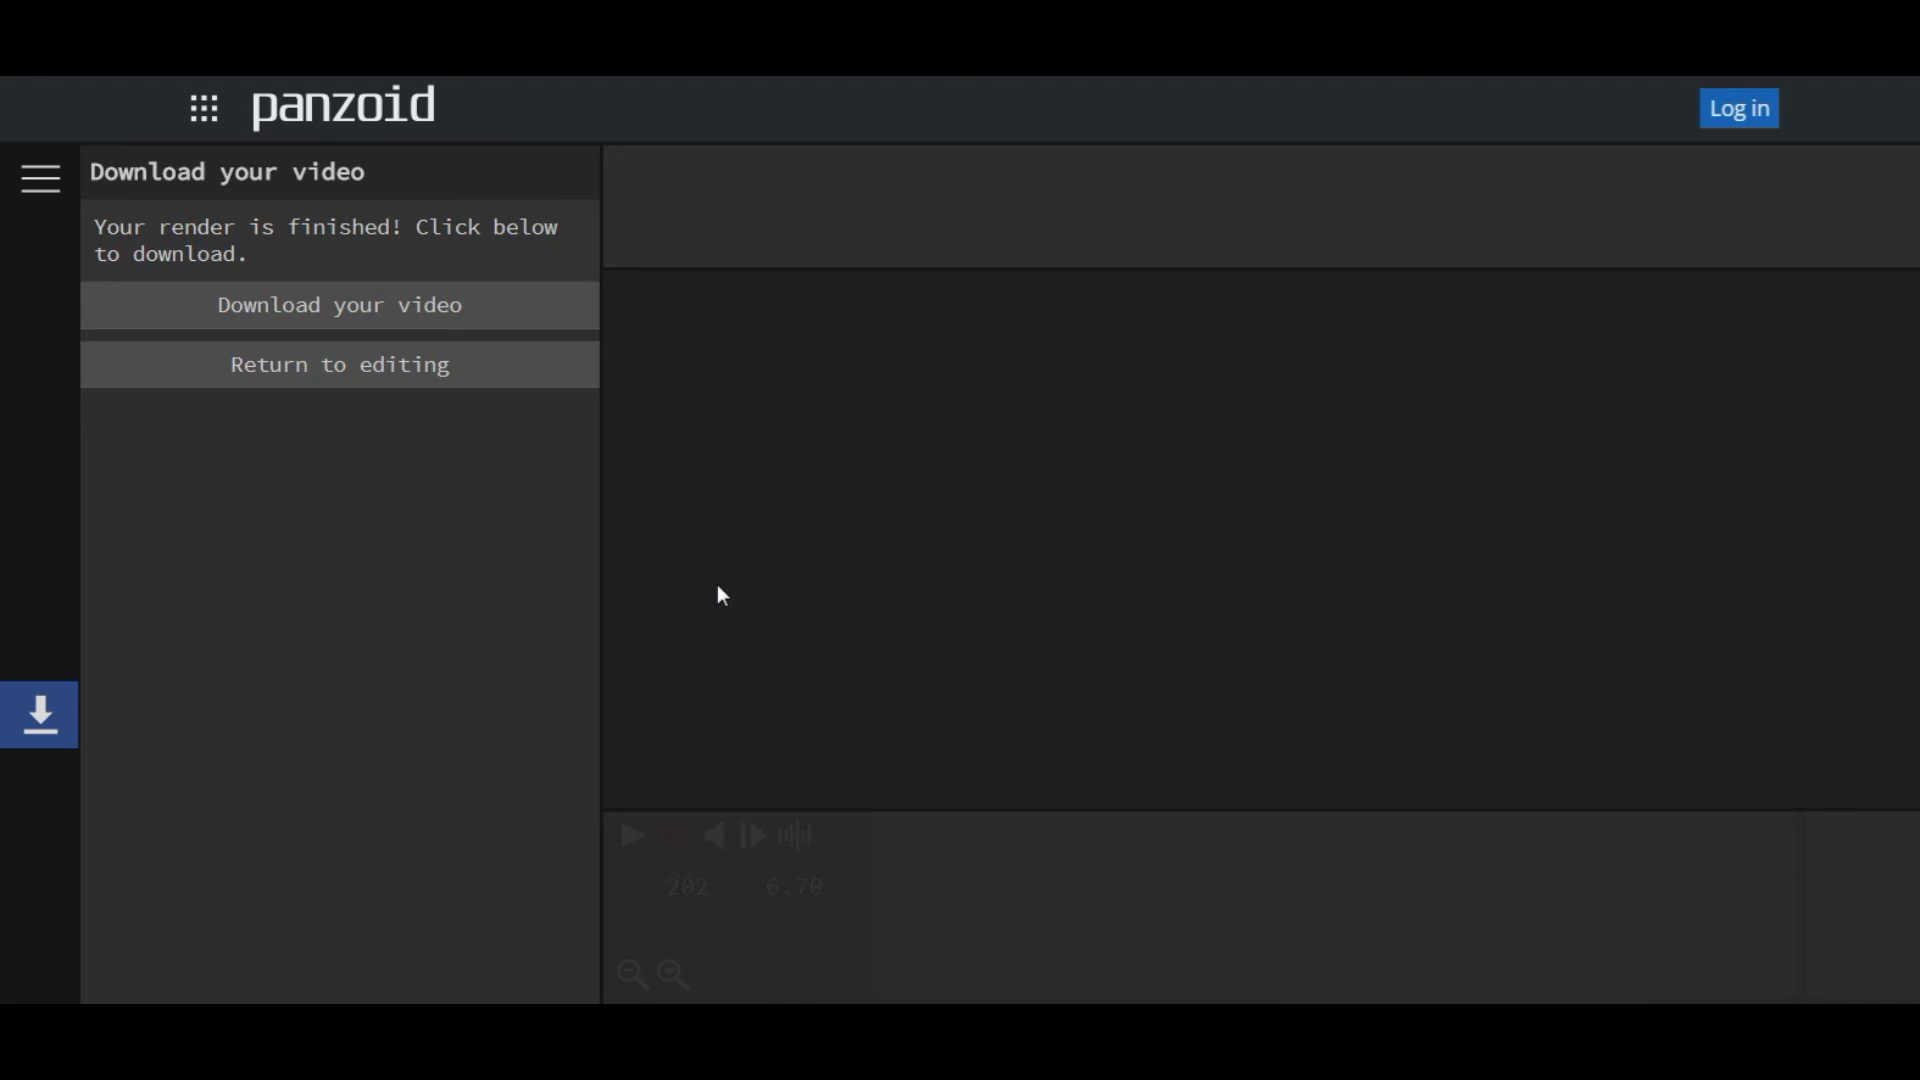 panzoid
Log in
Download your video
Your render is finished! Click below
to download.
Download your video
Return to editing
202 6.70